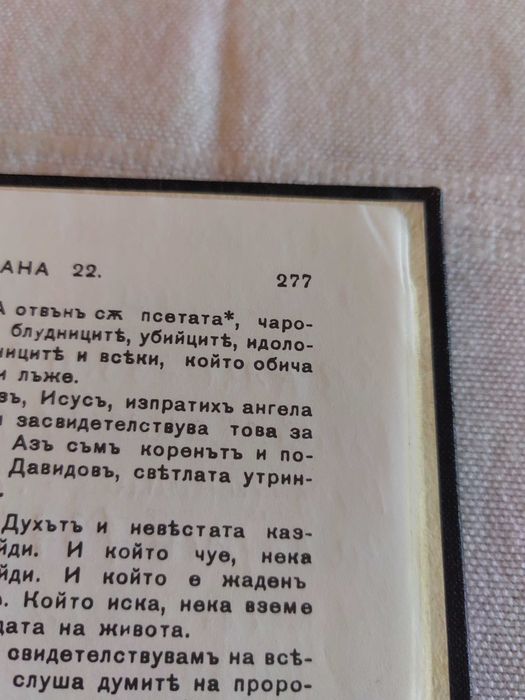 АНА 22. 277
А отвънъ сѫ псетата*, чаро-
блудницитѣ, убийцитѣ, идоло-
ницитѣ и всѣки, който обича
и лъже.
зъ, Исусъ, изпратихъ ангела
засвидетелствува това за
Азъ съмъ коренътъ и по-
Давидовъ, свѣтлата утрин-
Духътъ и невѣстата каз-
йди. И който чуе, нека
йди. И който е жаденъ
Който иска, нека вземе
дата на живота.
свидетелствувамъ на всѣ-
слуша думитѣ на проро-